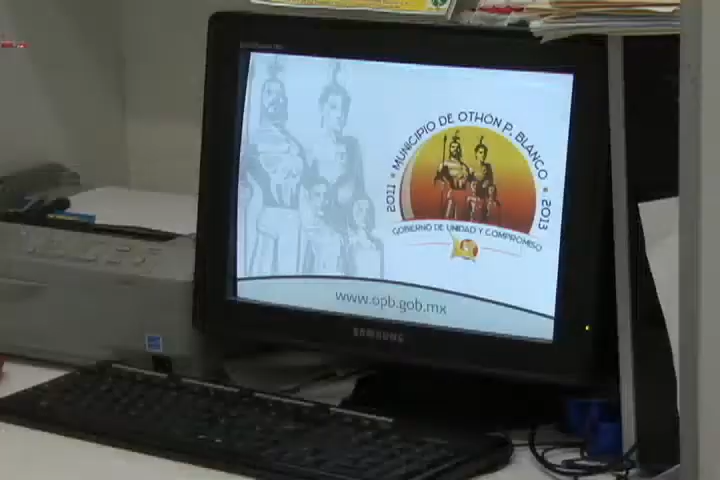 MUNICIPIO DE OTHÓN P. BLANCO
2011 • • 2013
GOBIERNO DE UNIDAD Y COMPROMISO
www.opb.gob.mx
SAMSUNG